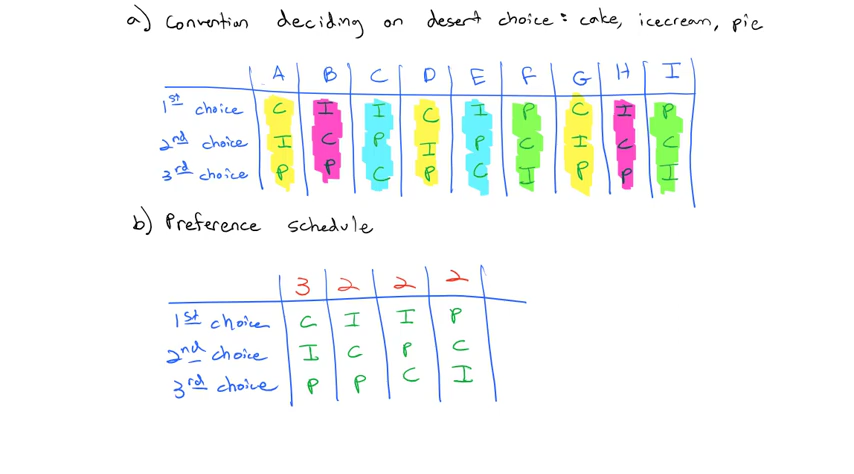 a) Convention deciding on desert choice: cake, icecream, pie
A B C D E F G H I
1st choice C I I C I P C I P
2nd choice I C P I P C I C C
3rd choice P P C P C I P P I
b) Preference schedule
3 2 2 2
1st choice C I I P
2nd choice I C P C
3rd choice P P C I